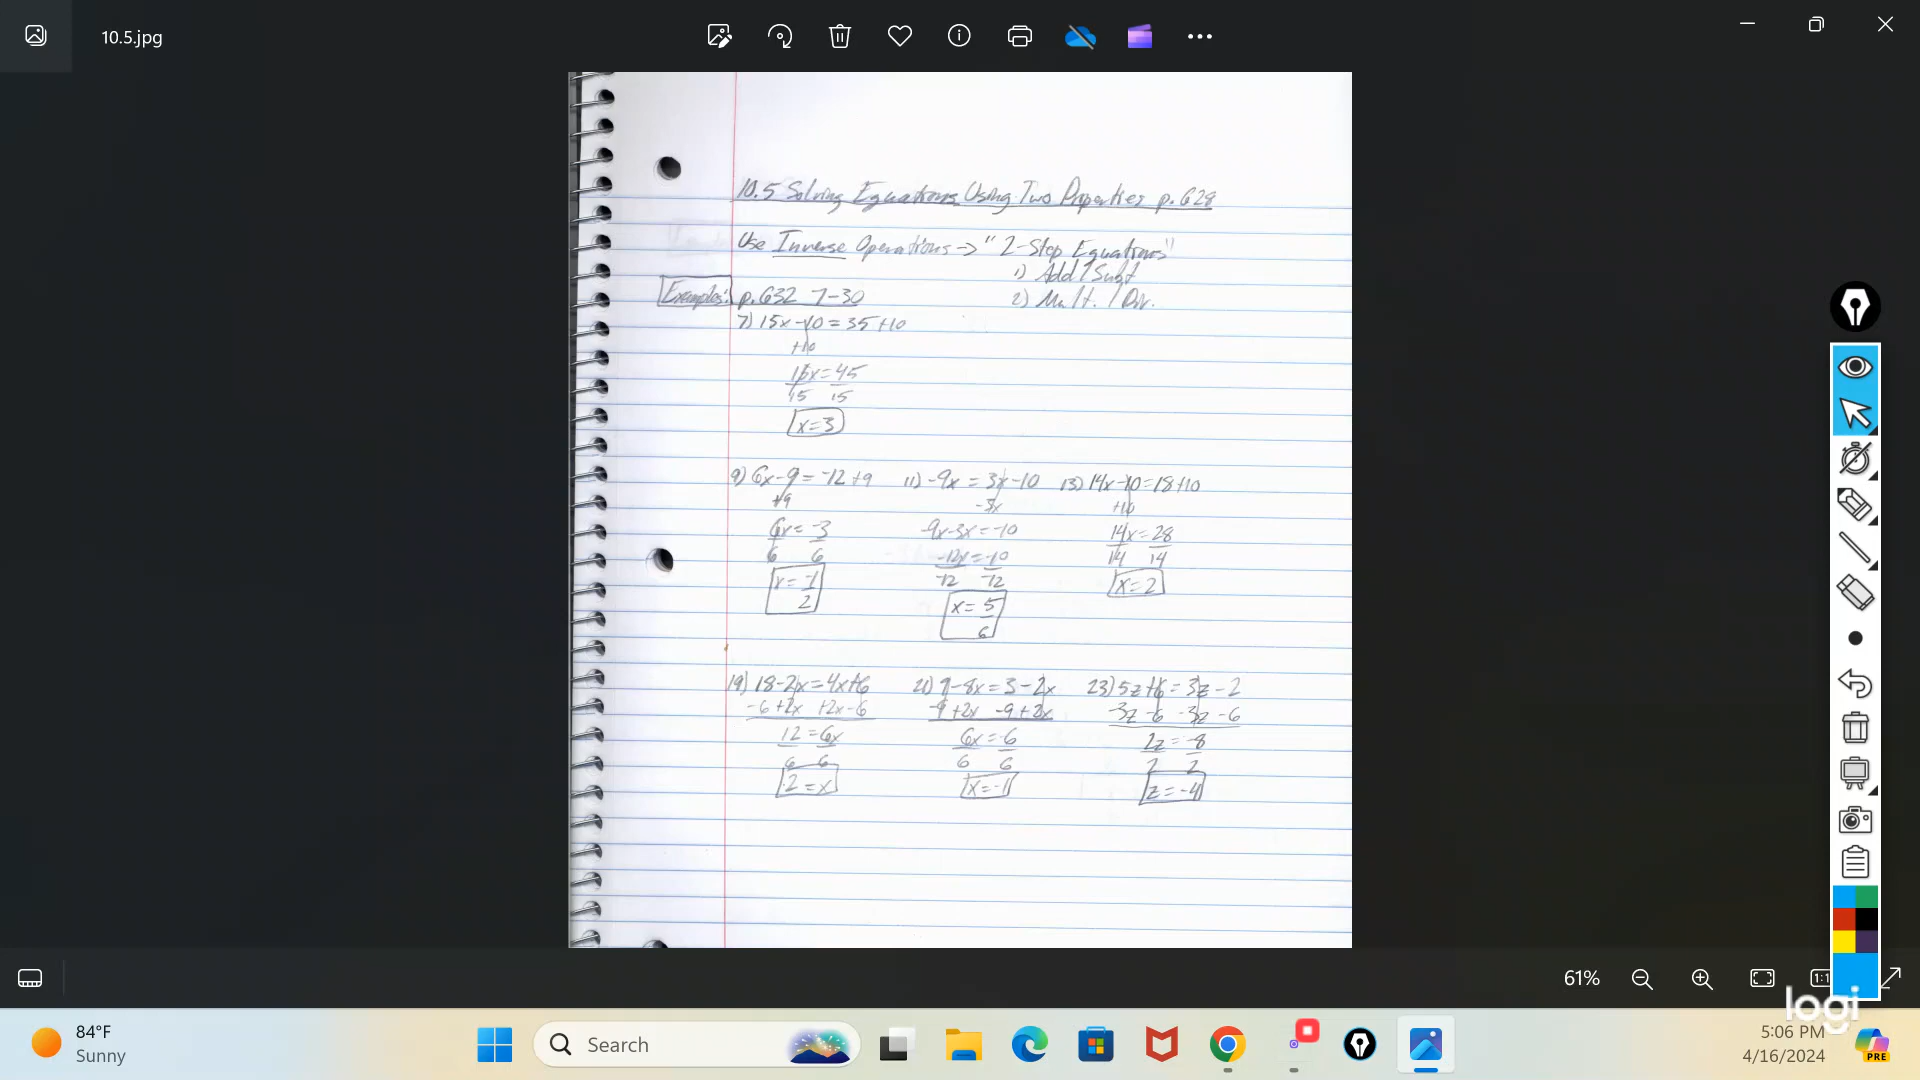 10.5.jpg
10.5 Solving Equations Using Two Properties p.628
Use Inverse Operations → "2-Step Equations"
1) Add/Subt
Examples: p.632 7-30
2) Mult. / Div.
7) 15x -10 = 35 +10
+10
15x = 45
15 15
x = 3
9) 6x - 9 = -12 +9 11) -9x = 3x -10 13) 14x -10 = 18 +10
+9 -3x +10
6x = -3 -9x-3x = -10 14x = 28
6 6 -12x = -10 14 14
x = -1 -12 -12 x = 2
2 x = 5
6
19) 18-2x = 4x+6 21) 9-8x = 3-2x 23) 5z+6 = 3z-2
-6+2x +2x-6 -9+2x -9+2x -3z-6 -3z-6
12 = 6x 6x = -6 2z = -8
6 6 6 6 2 2
2 = x x = -1 z = -4
61%
1:1
logi
84°F
Sunny
Search
5:06 PM
4/16/2024
PRE